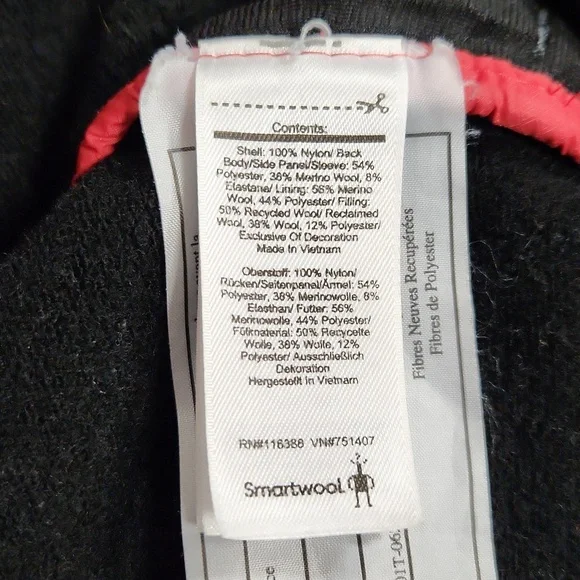 Contents:
Shell: 100% Nylon/ Back
Body/Side Panel/Sleeve: 54%
Polyester, 38% Merino Wool, 8%
Elastane/ Lining: 56% Merino
Wool, 44% Polyester/ Filling:
50% Recycled Wool/ Reclaimed
Wool, 38% Wool, 12% Polyester/
Exclusive Of Decoration
Made In Vietnam
Oberstoff: 100% Nylon/
Rücken/Seitenpanel/Ärmel: 54%
Polyester, 38% Merinowolle, 8%
Elasthan/ Futter: 56%
Merinowolle, 44% Polyester/
Füllmaterial: 50% Recycelte
Wolle, 38% Wolle, 12%
Polyester/ Ausschließlich
Dekoration
Hergestellt In Vietnam
RN#116388 VN#751407
Smartwool
Fibres Neuves Recupérées
Fibres de Polyester